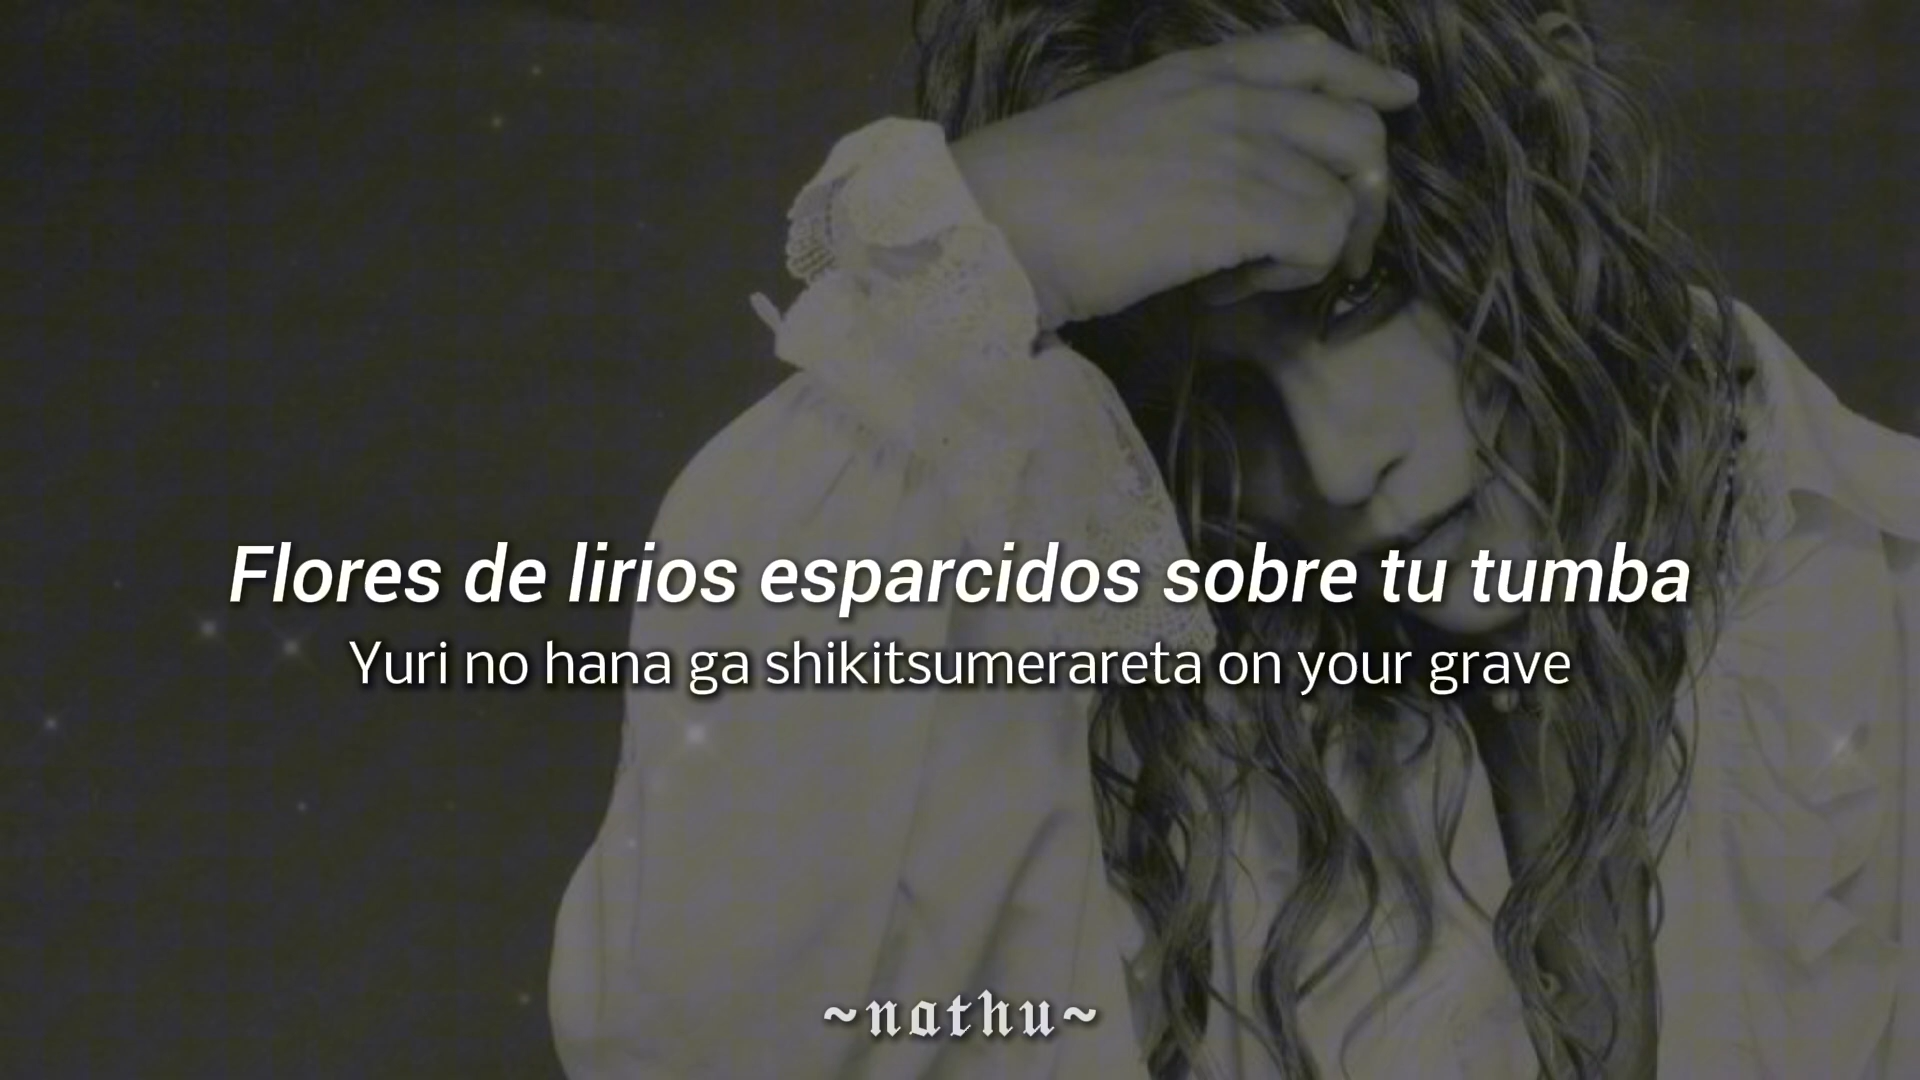 Flores de lirios esparcidos sobre tu tumba
Yuri no hana ga shikitsumerareta on your grave
~nathu~